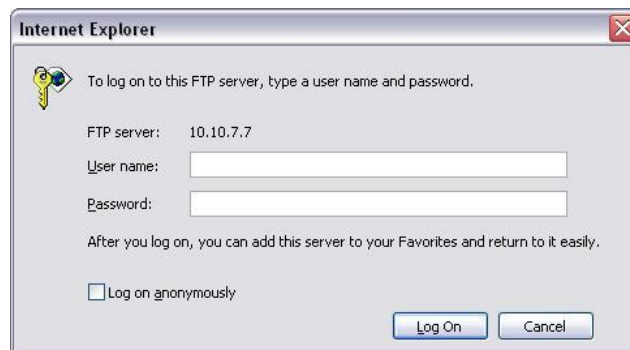 Internet Explorer
To log on to this FTP server, type a user name and password.
FTP server: 10.10.7.7
User name:
Password:
After you log on, you can add this server to your Favorites and return to it easily.
Log on anonymously
Log On Cancel